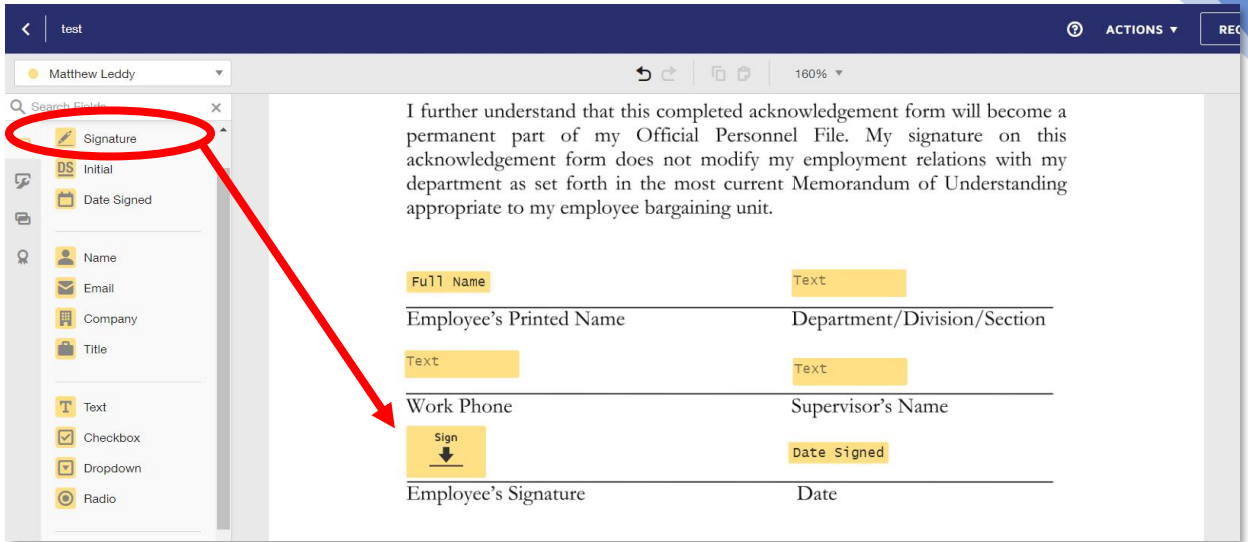 test
ACTIONS
Matthew Leddy
160%
Signature
DS Initial
Date Signed
Name
Email
Company
Title
T Text
Checkbox
Dropdown
Radio
I further understand that this completed acknowledgement form will become a
permanent part of my Official Personnel File. My signature on this
acknowledgement form does not modify my employment relations with my
department as set forth in the most current Memorandum of Understanding
appropriate to my employee bargaining unit.
Full Name Text
Employee's Printed Name Department/Division/Section
Text Text
Work Phone Supervisor's Name
Sign Date Signed
Employee's Signature Date